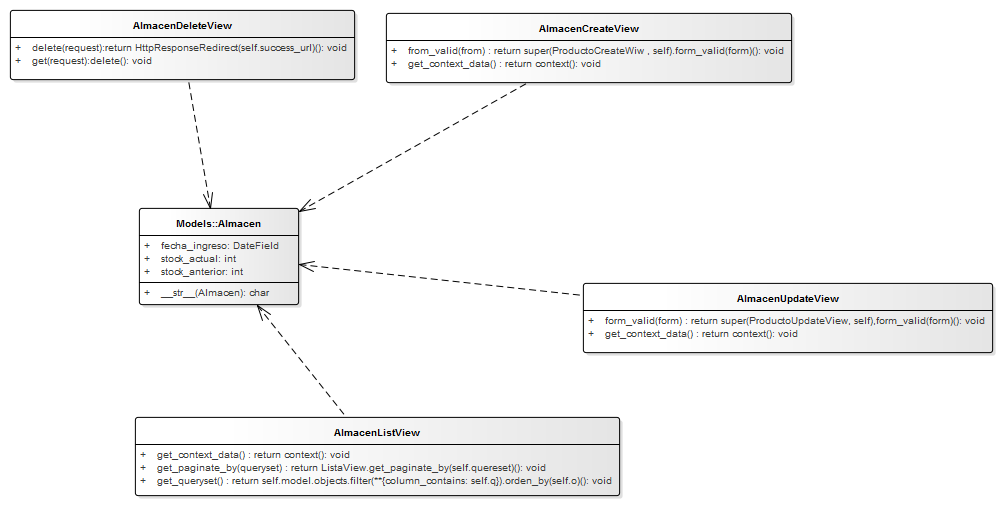 AlmacenDeleteView
+ delete(request):return HttpResponseRedirect(self.success_url)(): void
+ get(request):delete(): void
AlmacenCreateView
+ from_valid(from) : return super(ProductoCreateWiw , self).form_valid(form)(): void
+ get_context_data() : return context(): void
Models::Almacen
+ fecha_ingreso: DateField
+ stock_actual: int
+ stock_anterior: int
+ __str__(Almacen): char
AlmacenUpdateView
+ form_valid(form) : return super(ProductoUpdateView, self),form_valid(form)(): void
+ get_context_data() : return context(): void
AlmacenListView
+ get_context_data() : return context(): void
+ get_paginate_by(queryset) : return ListaView.get_paginate_by(self.quereset)(): void
+ get_queryset() : return self.model.objects.filter(**{column_contains: self.q}).orden_by(self.o)(): void